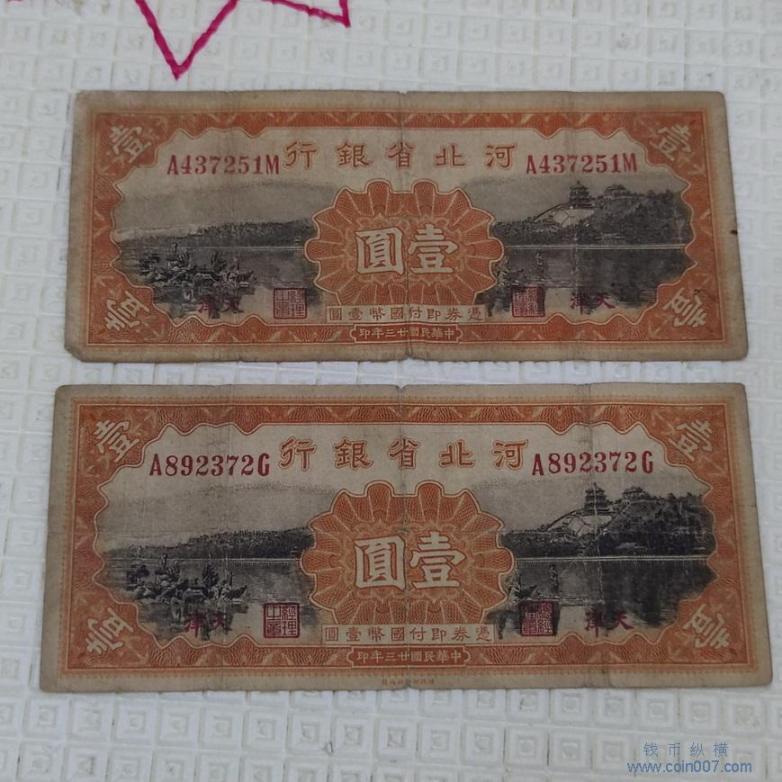 壹 壹
A437251M 河北省銀行 A437251M
壹圓
天津 天津
憑券即付國幣壹圓
中華民國廿三年印
壹 壹
壹 壹
A892372G 河北省銀行 A892372G
壹圓
天津 天津
憑券即付國幣壹圓
中華民國廿三年印
壹 壹
钱币纵横
www.coin007.com